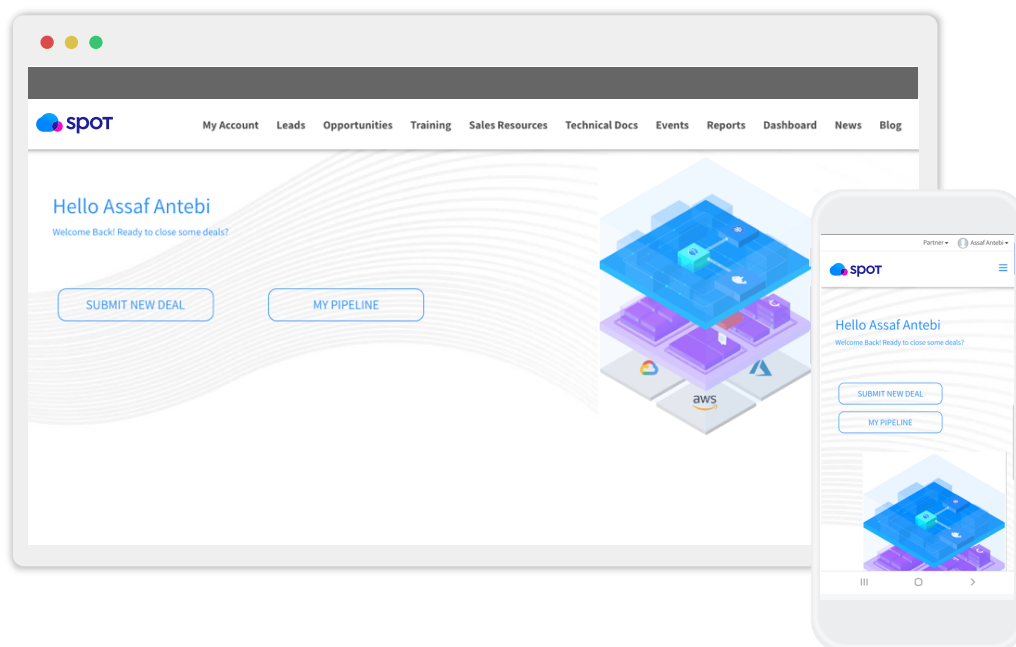 spot
My Account Leads Opportunities Training Sales Resources Technical Docs Events Reports Dashboard News Blog
Hello Assaf Antebi
Welcome Back! Ready to close some deals?
SUBMIT NEW DEAL MY PIPELINE
aws
Partner Assaf Antebi
spot
Hello Assaf Antebi
Welcome Back! Ready to close some deals?
SUBMIT NEW DEAL
MY PIPELINE